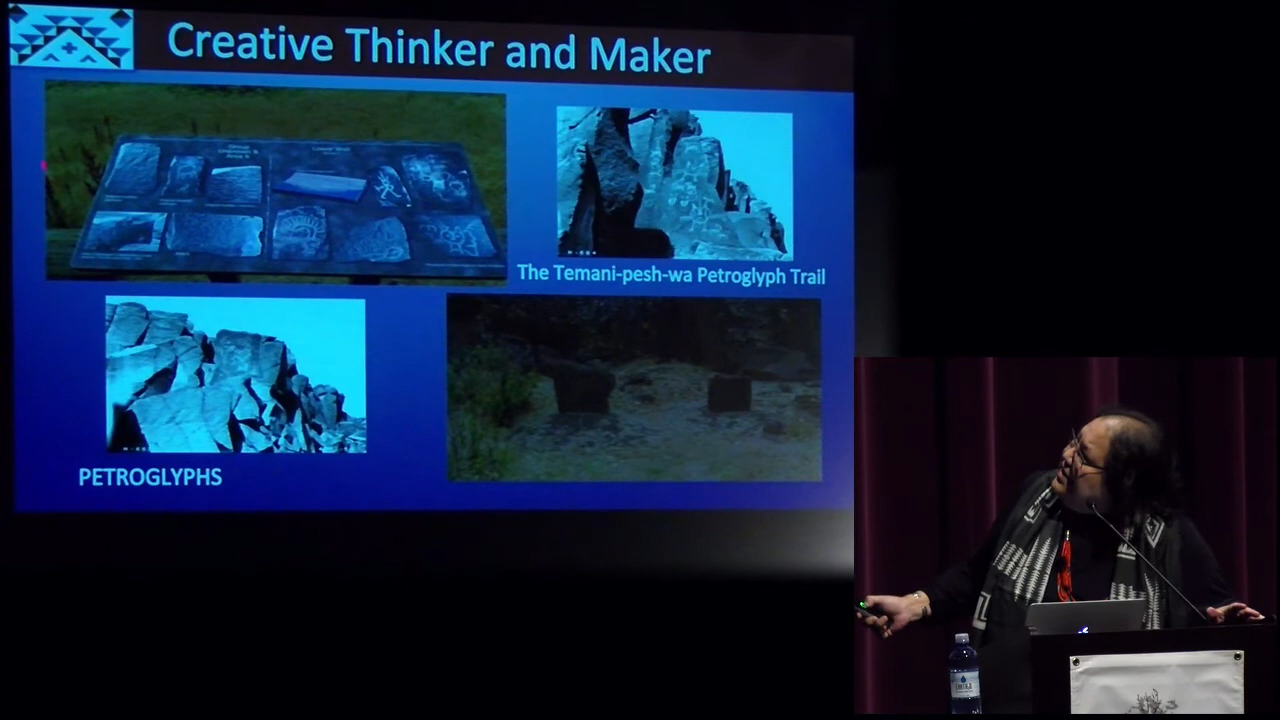 Creative Thinker and Maker
The Temani-pesh-wa Petroglyph Trail
PETROGLYPHS